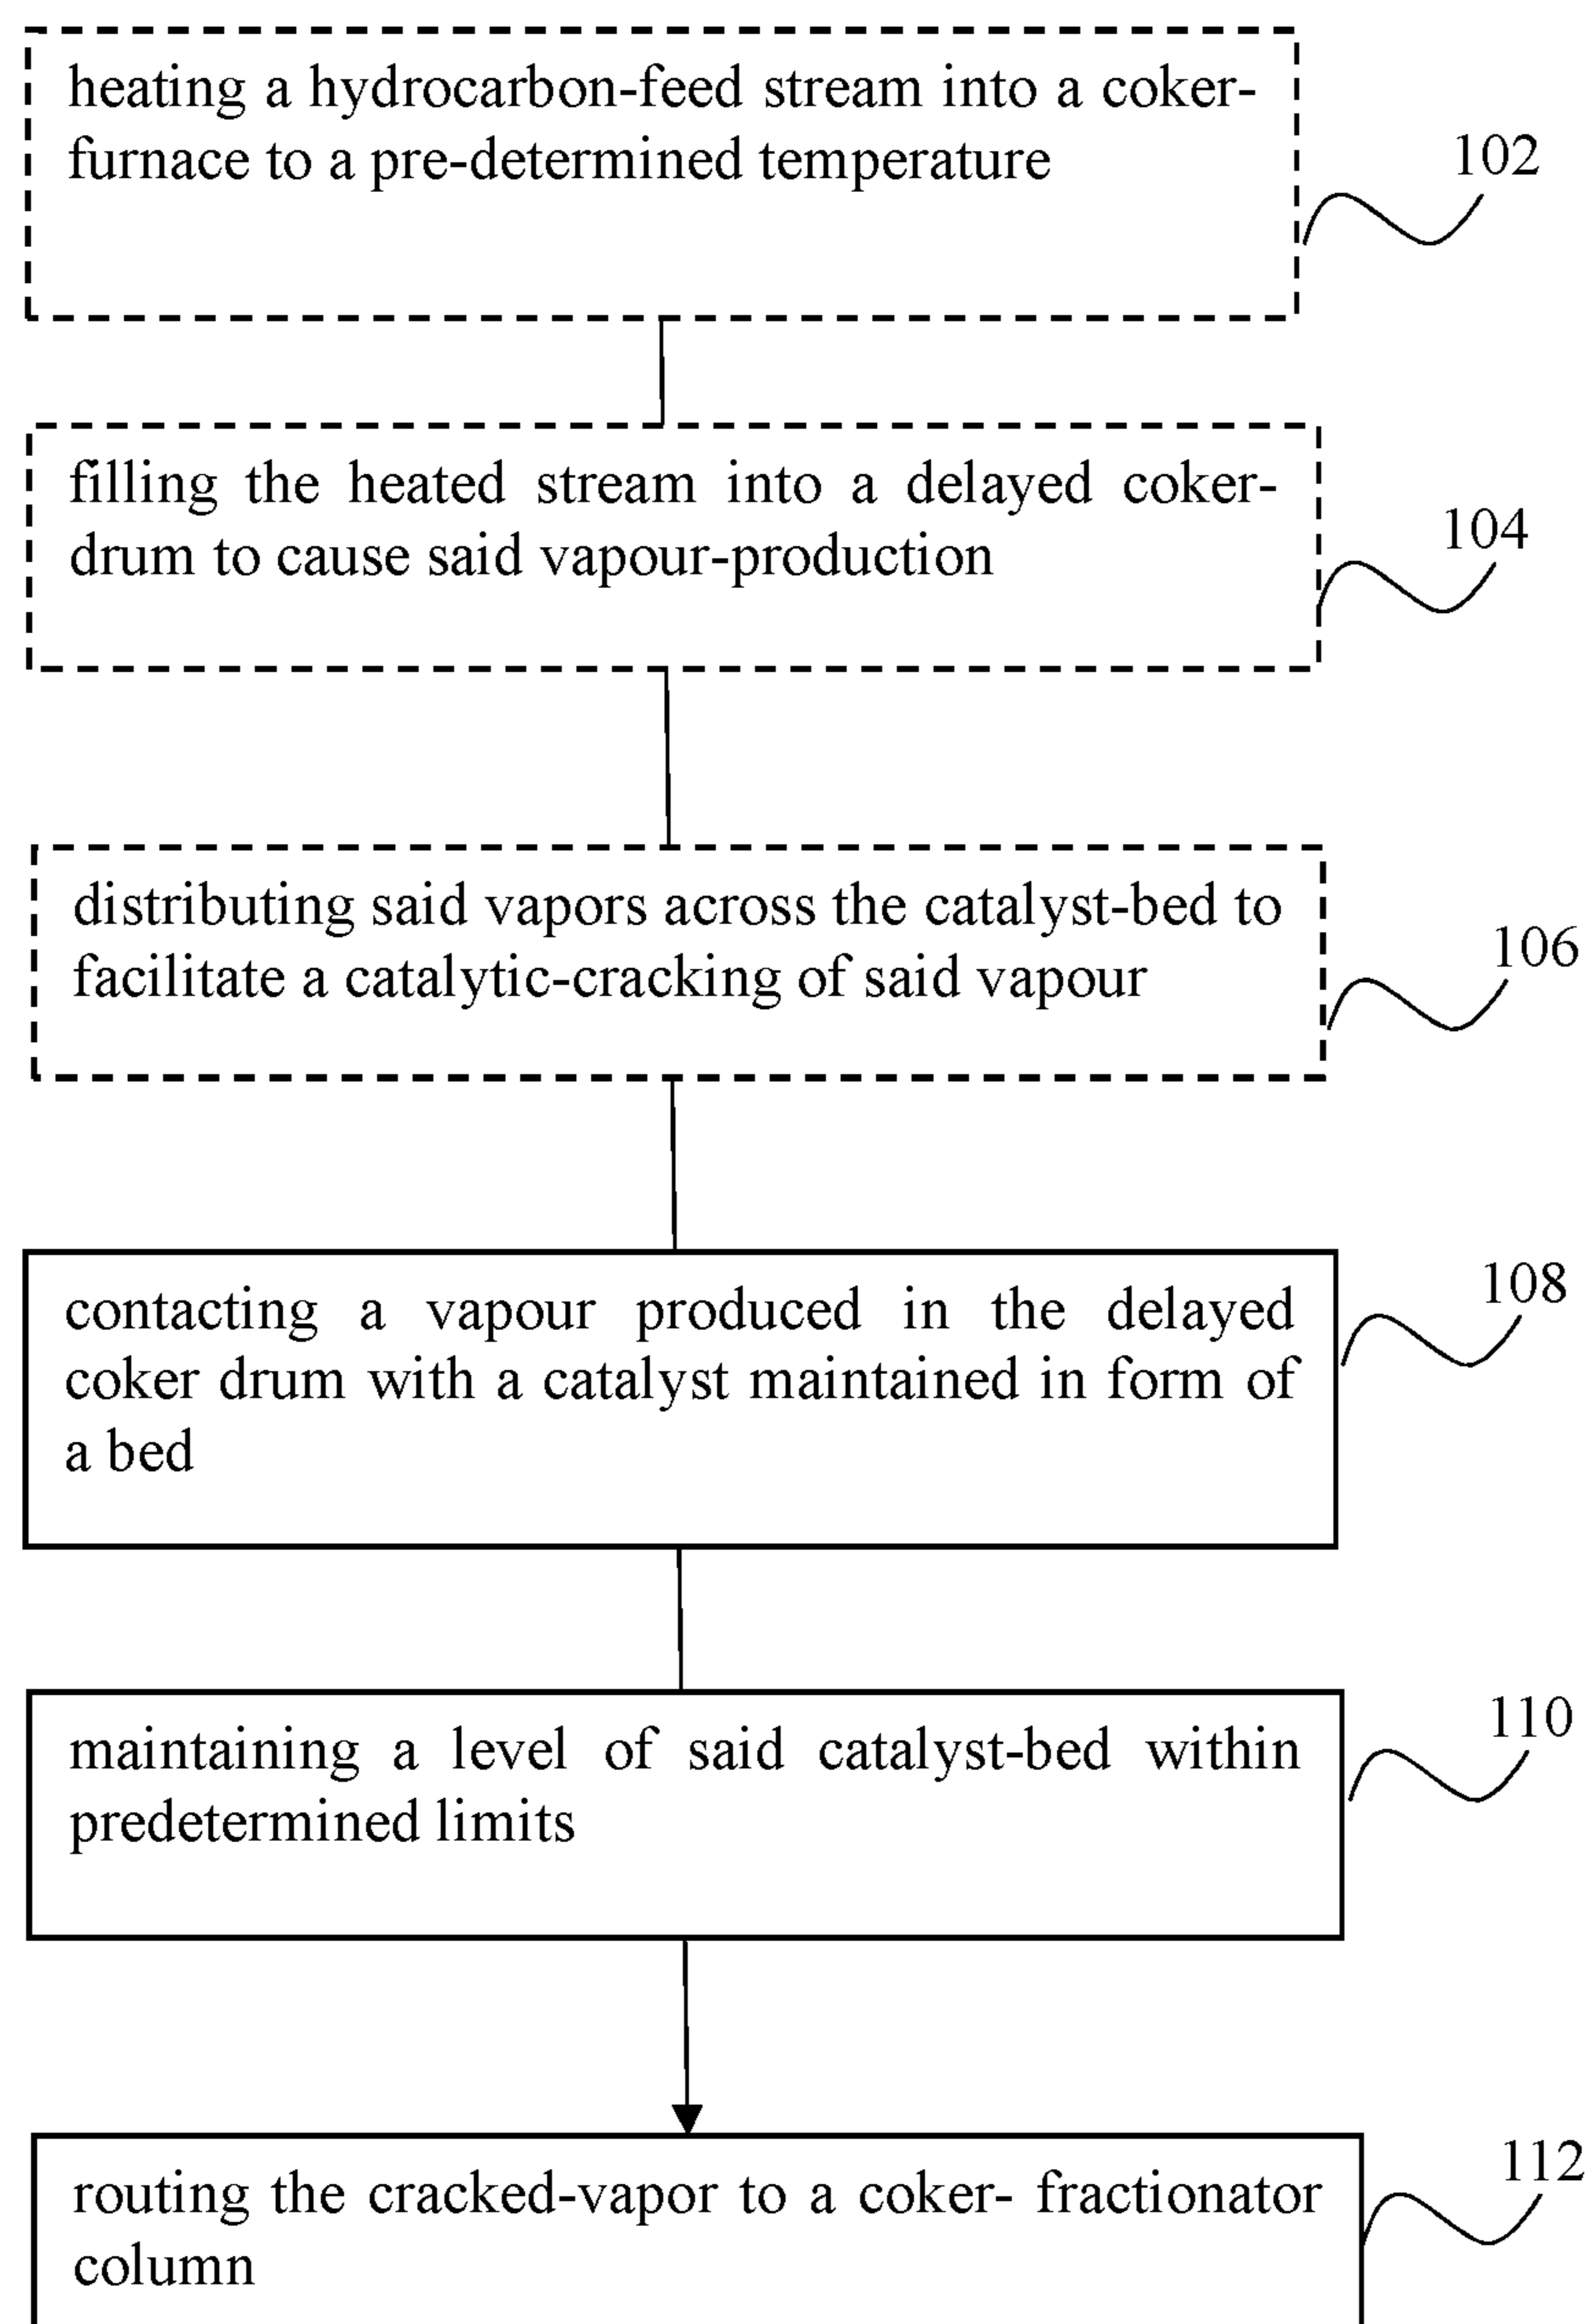 heating a hydrocarbon-feed stream into a coker-
furnace to a pre-determined temperature
102
filling the heated stream into a delayed coker-
drum to cause said vapour-production
104
distributing said vapors across the catalyst-bed to
facilitate a catalytic-cracking of said vapour
106
contacting a vapour produced in the delayed
coker drum with a catalyst maintained in form of
a bed
108
maintaining a level of said catalyst-bed within
predetermined limits
110
routing the cracked-vapor to a coker- fractionator
column
112